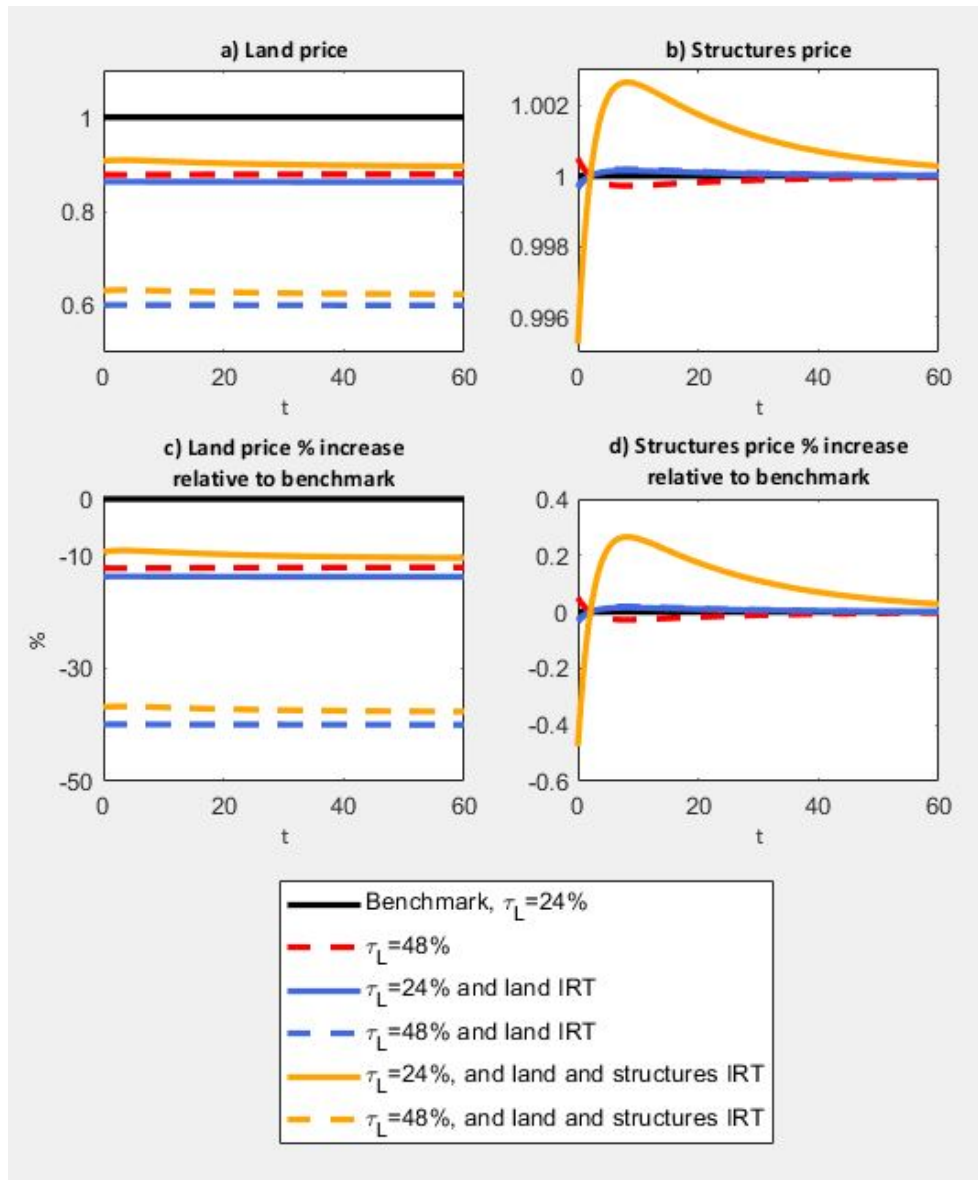 a) Land price
1
0.8
0.6
0
20
40
60
t
b) Structures price
1.002
1
0.998
0.996
0
20
40
60
t
c) Land price % increase
relative to benchmark
0
-10
-30
-50
%
0
20
40
60
t
d) Structures price % increase
relative to benchmark
0.4
0.2
0
-0.2
-0.4
-0.6
0
20
40
60
t
Benchmark, τL=24%
τL=48%
τL=24% and land IRT
τL=48% and land IRT
τL=24%, and land and structures IRT
τL=48%, and land and structures IRT